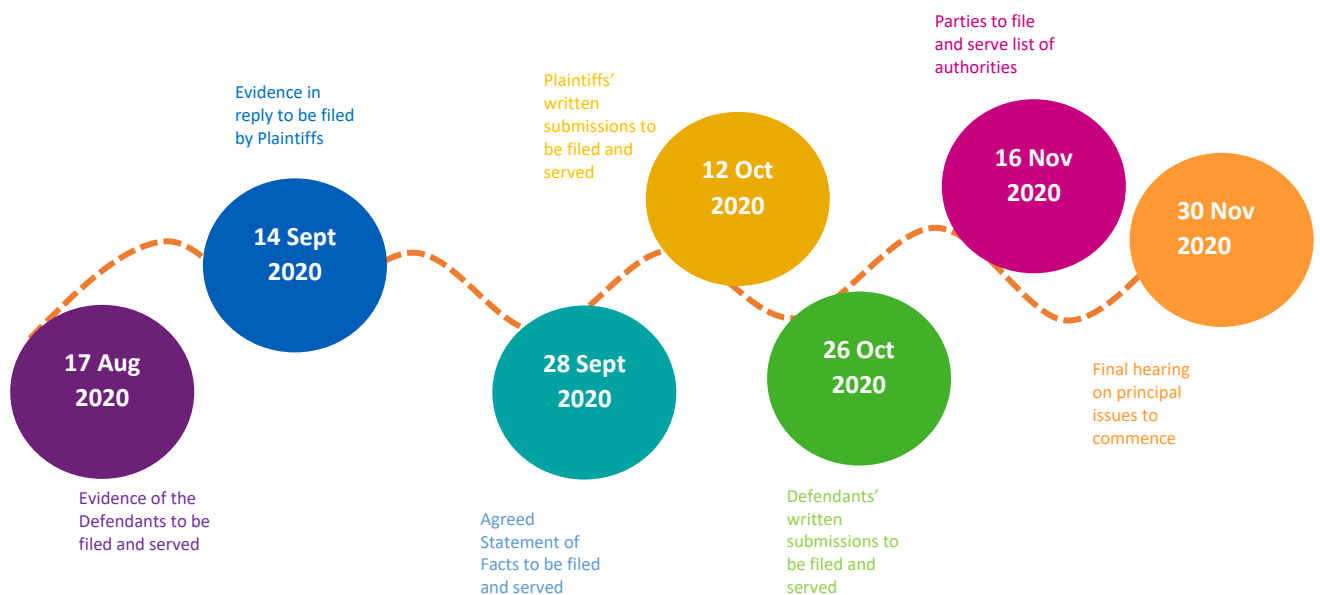 17 Aug
2020
Evidence of the
Defendants to be
filed and served
Evidence in
reply to be filed
by Plaintiffs
14 Sept
2020
28 Sept
2020
Agreed
Statement of
Facts to be filed
and served
Plaintiffs’
written
submissions to
be filed and
served
12 Oct
2020
26 Oct
2020
Defendants’
written
submissions to
be filed and
served
Parties to file
and serve list of
authorities
16 Nov
2020
30 Nov
2020
Final hearing
on principal
issues to
commence